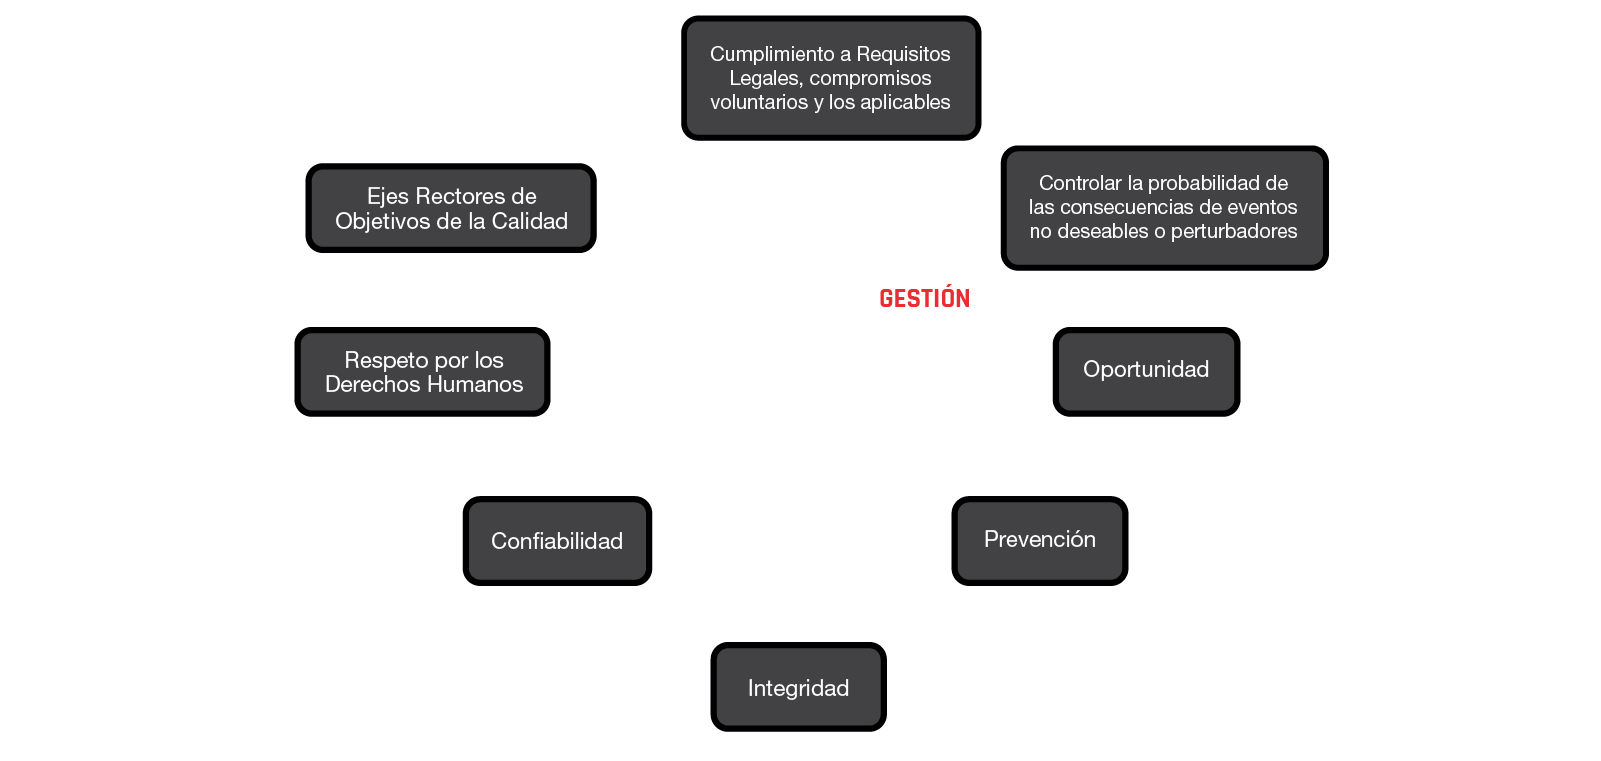 Cumplimiento a Requisitos
Legales, compromisos
voluntarios y los aplicables
Controlar la probabilidad de
las consecuencias de eventos
no deseables o perturbadores
Ejes Rectores de
Objetivos de la Calidad
GESTIÓN
Respeto por los
Derechos Humanos
Oportunidad
Confiabilidad
Prevención
Integridad